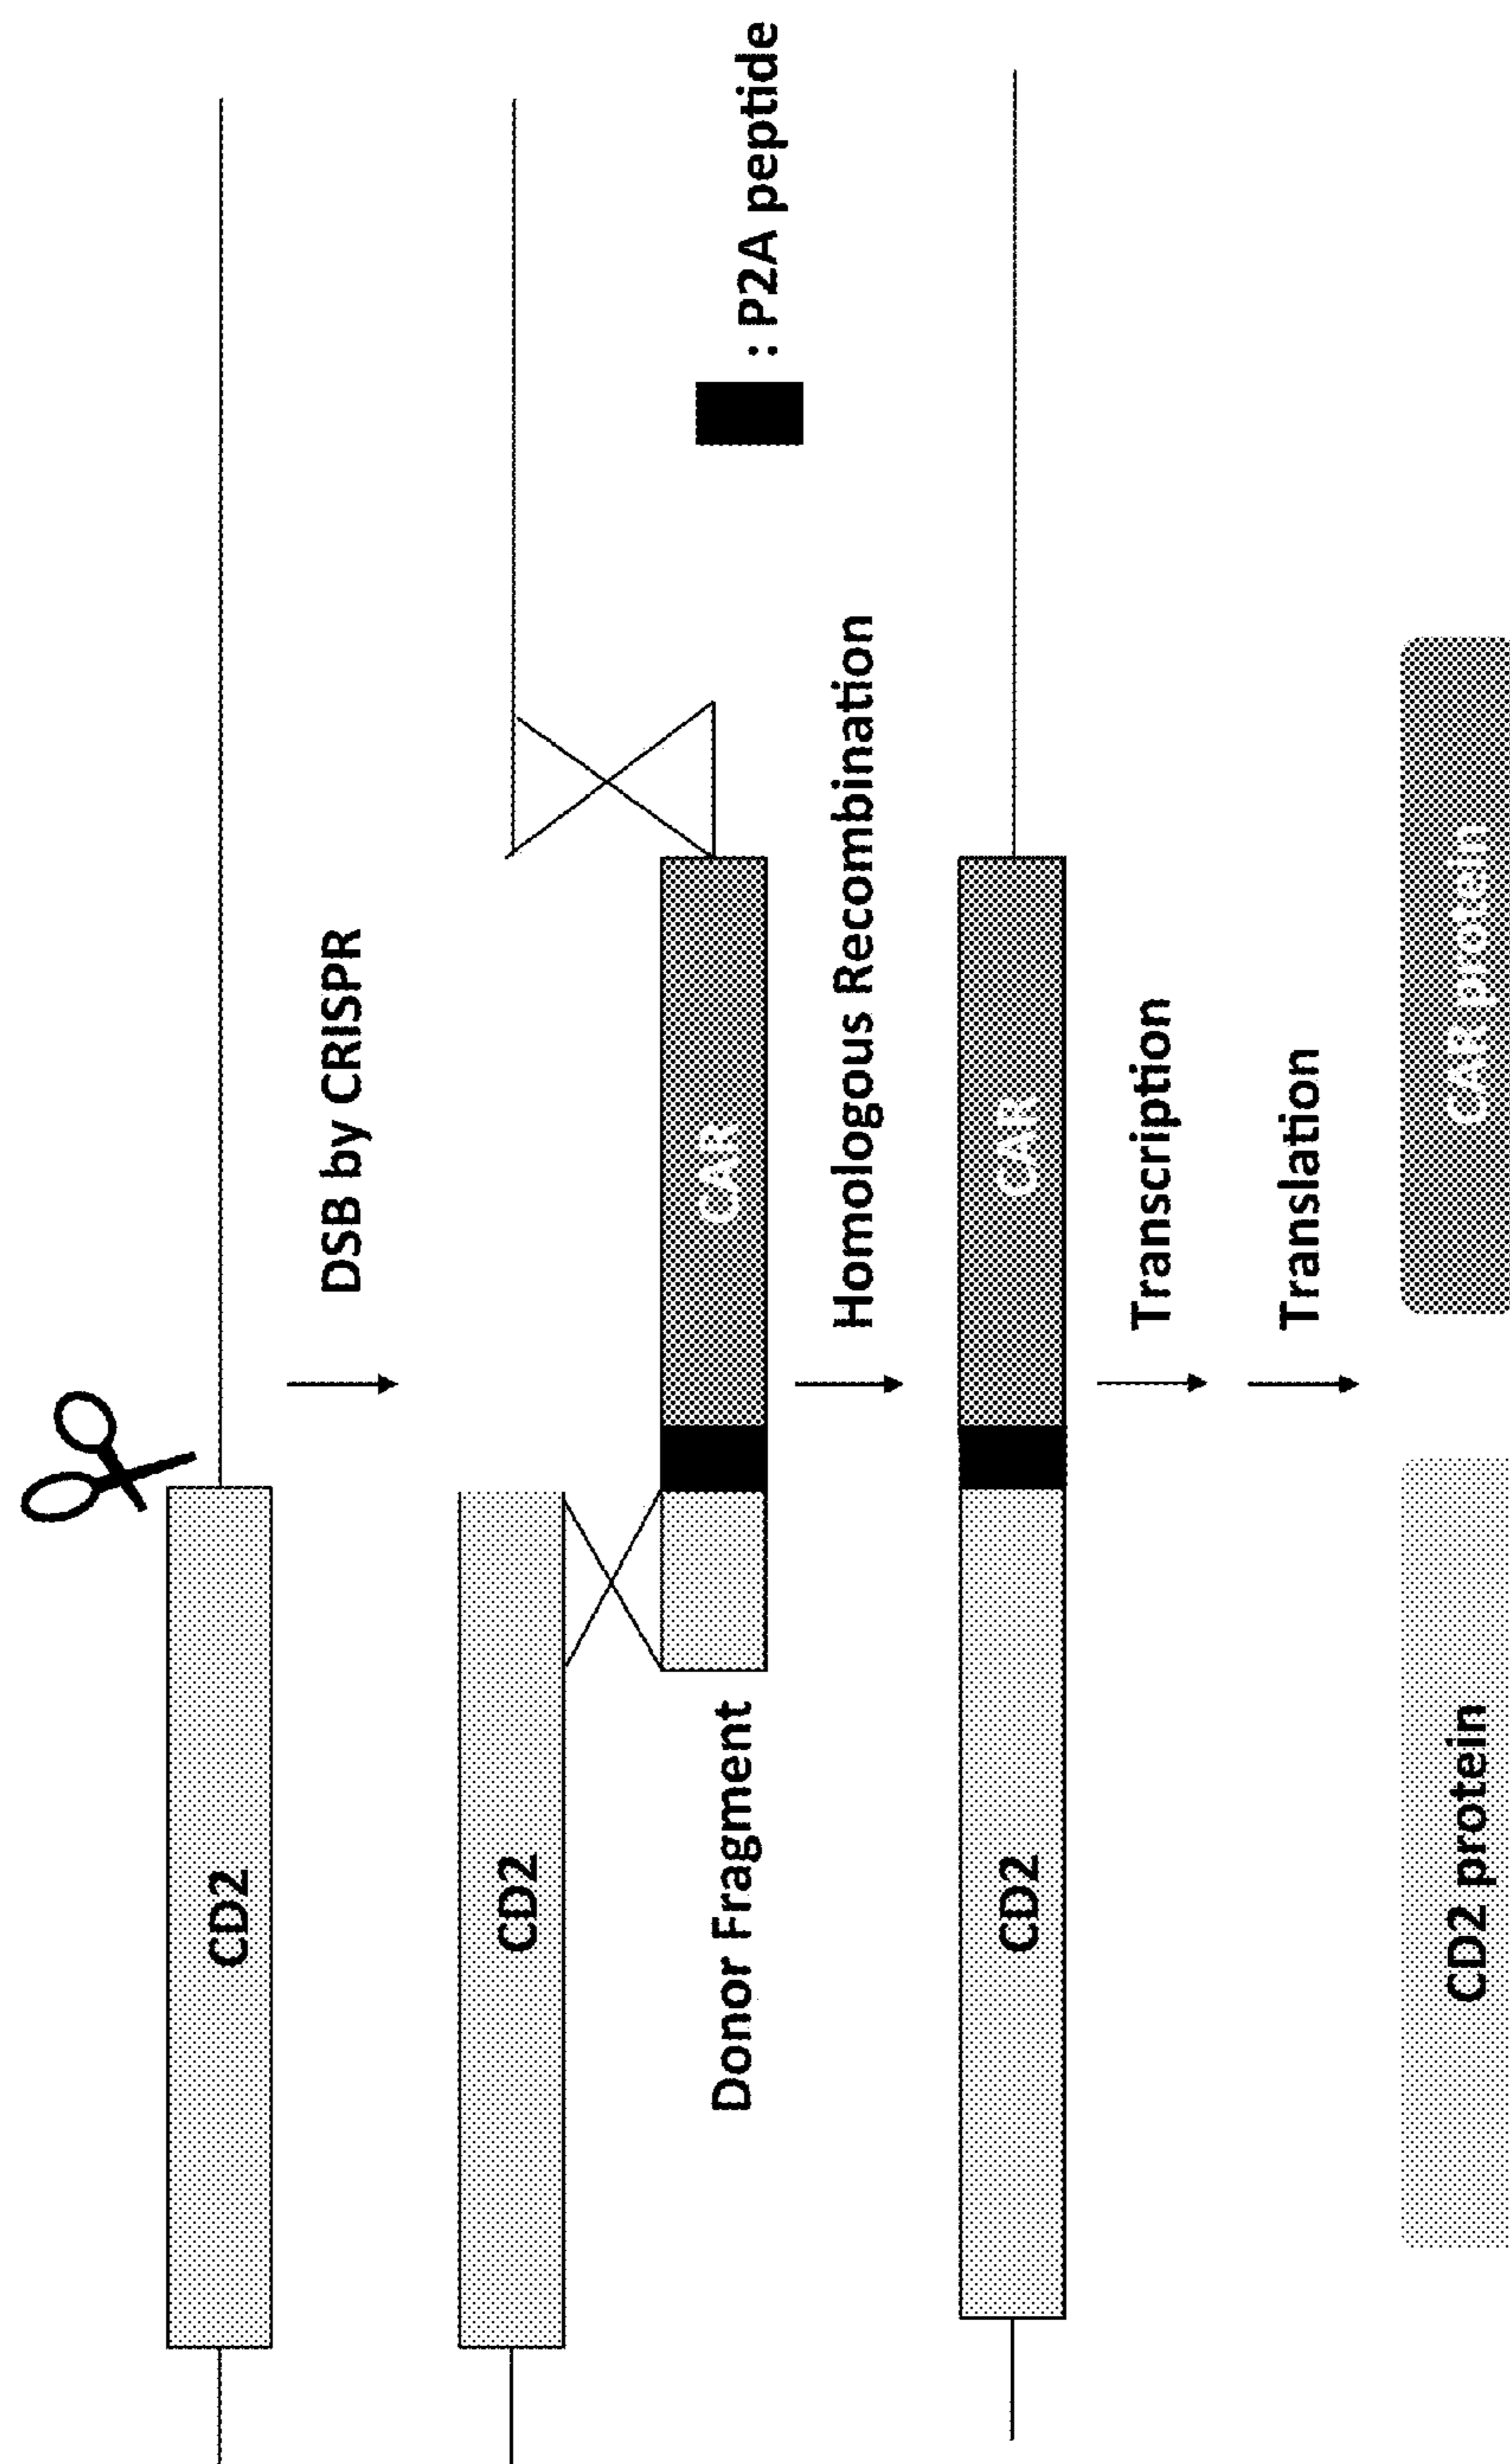 CD2
DSB by CRISPR
CD2
Donor Fragment
CAR
: P2A peptide
Homologous Recombination
CD2
CAR
Transcription
Translation
CD2 protein
CAR protein